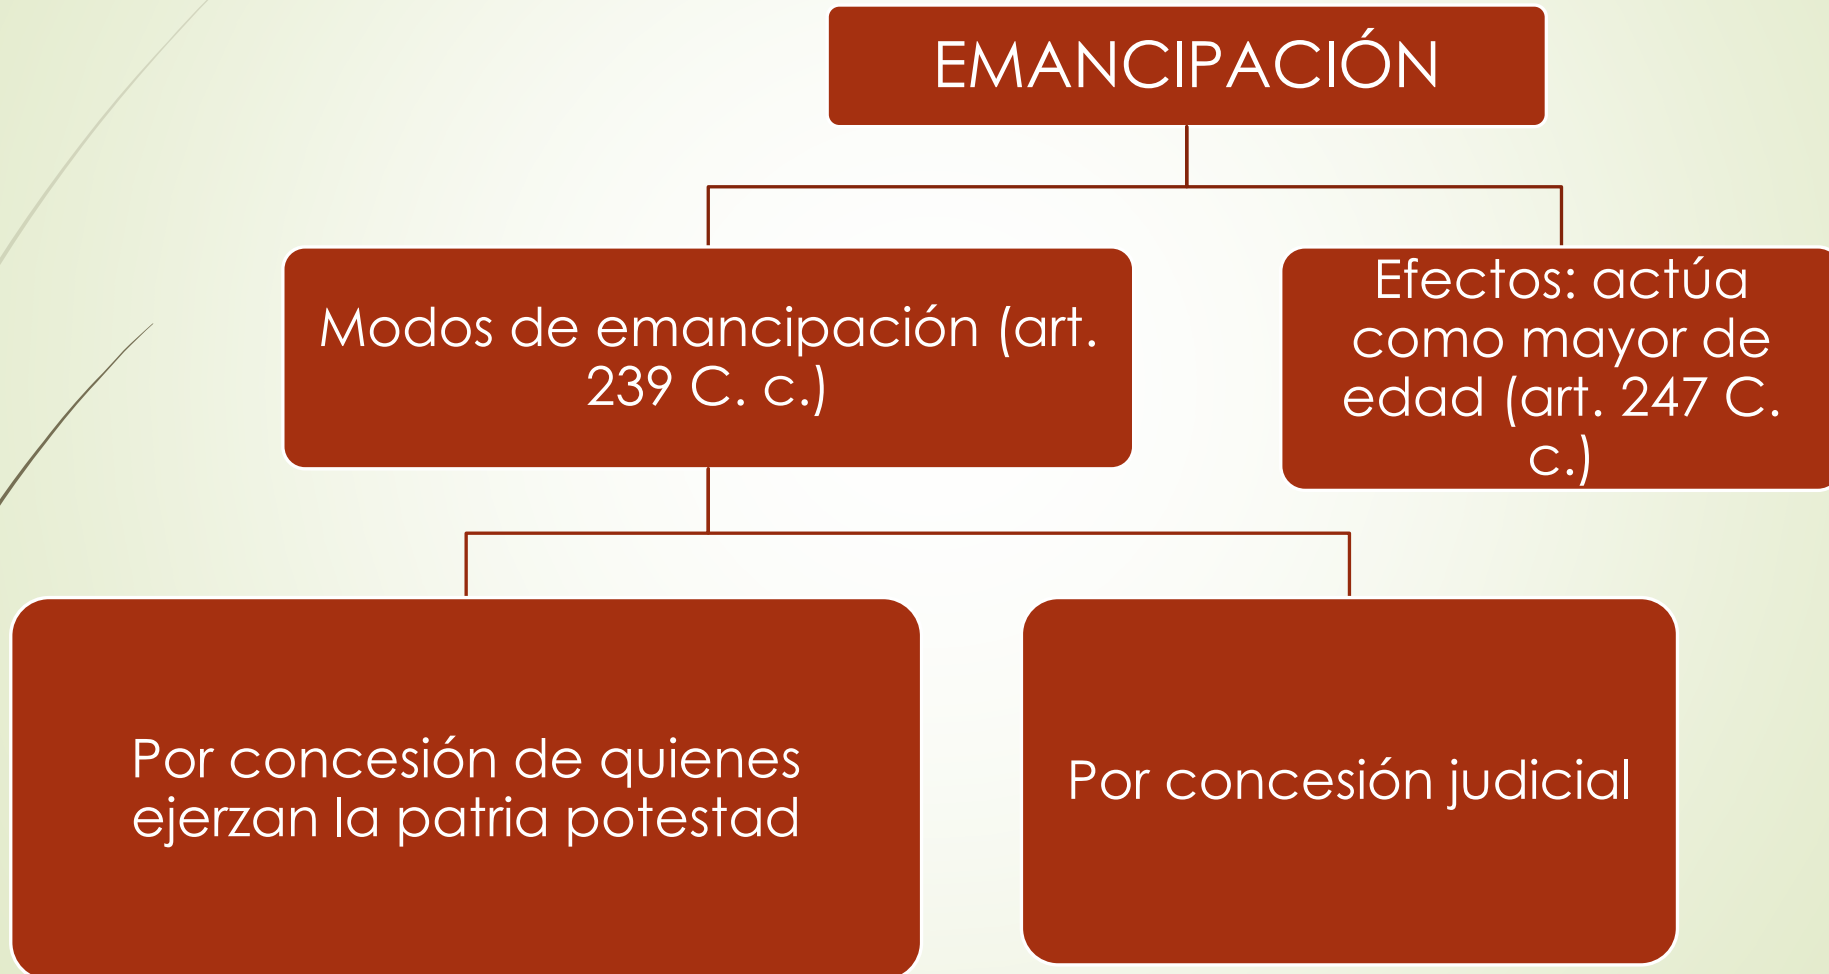 EMANCIPACIÓN
Modos de emancipación (art.
239 C. c.)
Efectos: actúa
como mayor de
edad (art. 247 C.
c.)
Por concesión de quienes
ejerzan la patria potestad
Por concesión judicial